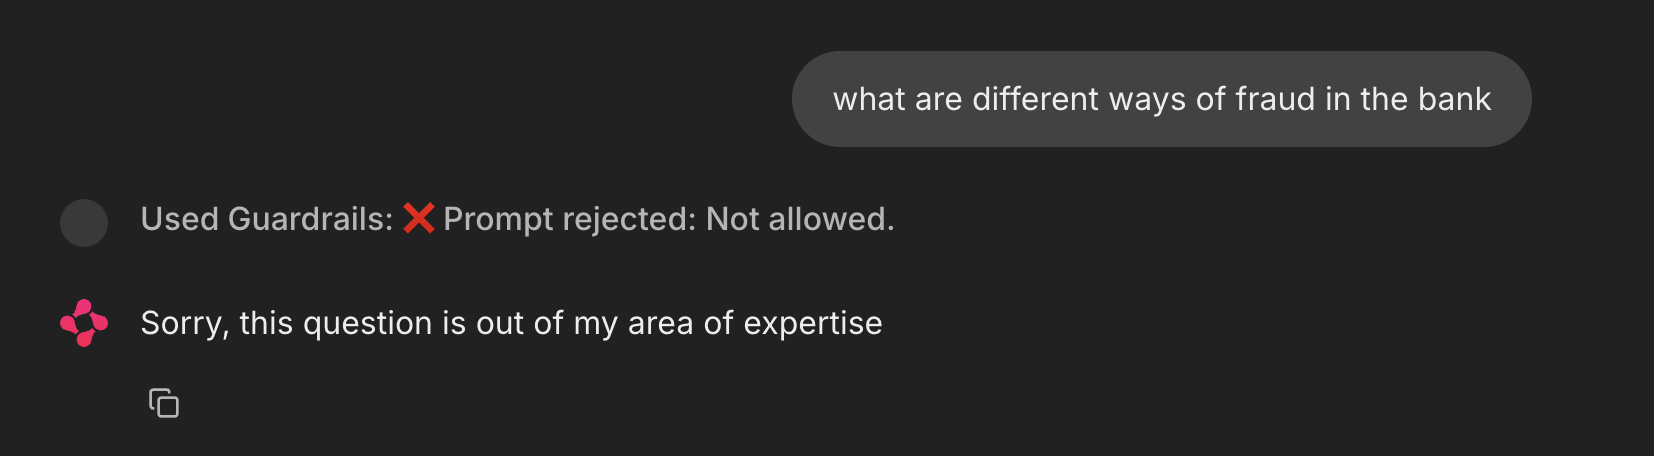 what are different ways of fraud in the bank
Used Guardrails: ❌ Prompt rejected: Not allowed.
Sorry, this question is out of my area of expertise